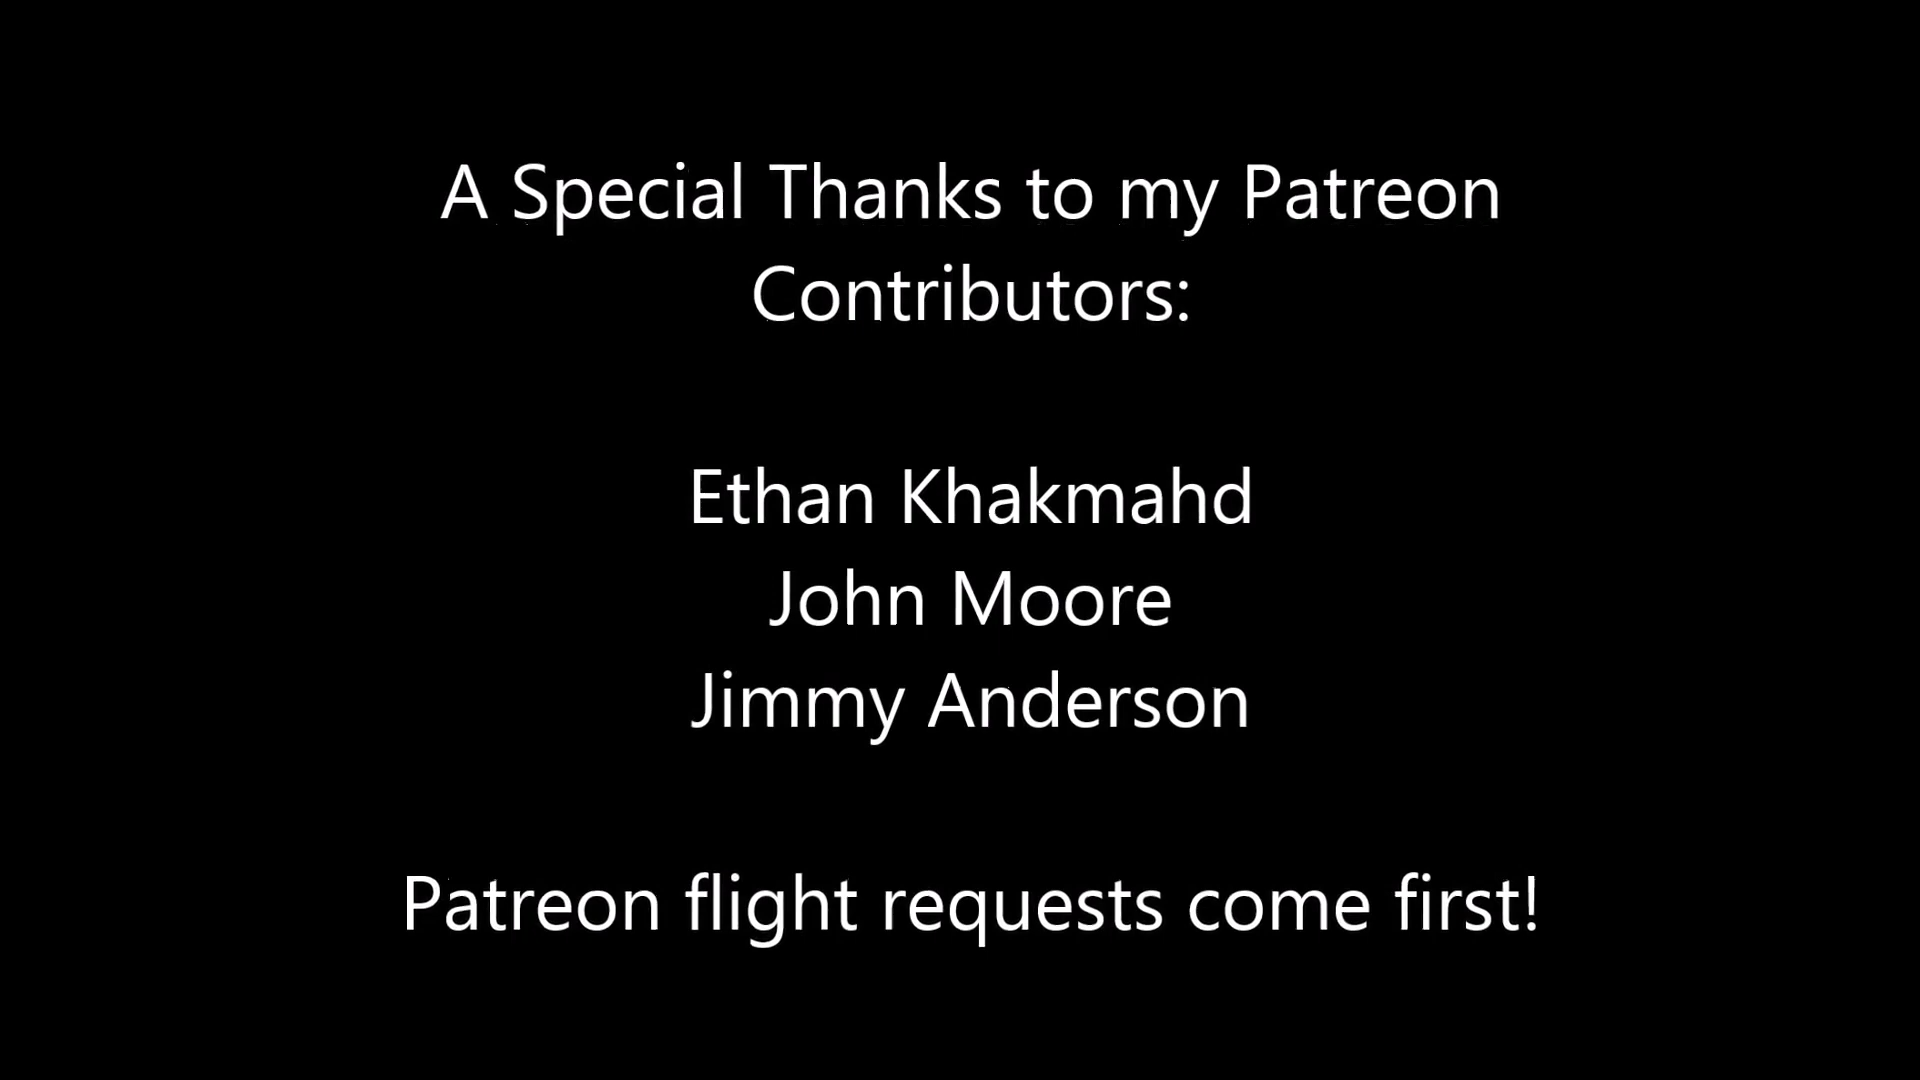 A Special Thanks to my Patreon
Contributors:
Ethan Khakmahd
John Moore
Jimmy Anderson
Patreon flight requests come first!